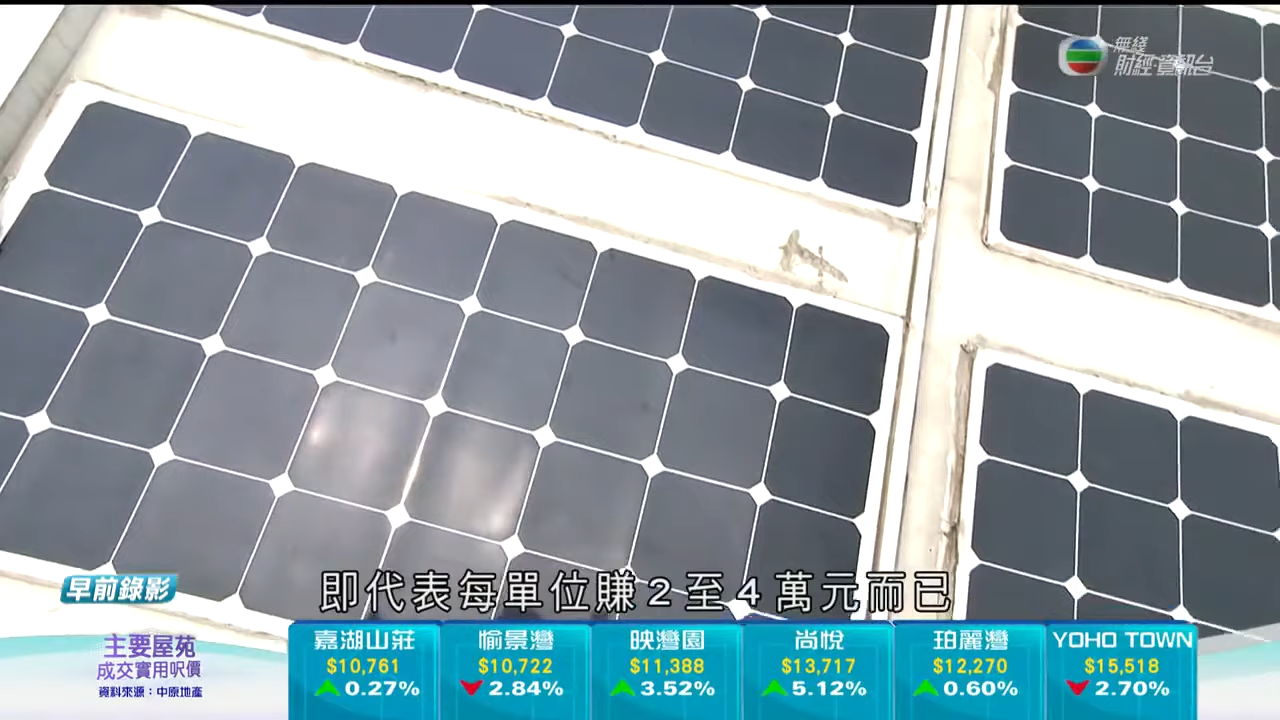 無綫
財經 資訊台
即代表每單位賺2至4萬元而已
早前錄影
主要屋苑
成交實用呎價
資料來源：中原地產
嘉湖山莊
$10,761
0.27%
愉景灣
$10,722
2.84%
映灣園
$11,388
3.52%
尚悅
$13,717
5.12%
珀麗灣
$12,270
0.60%
YOHO TOWN
$15,518
2.70%